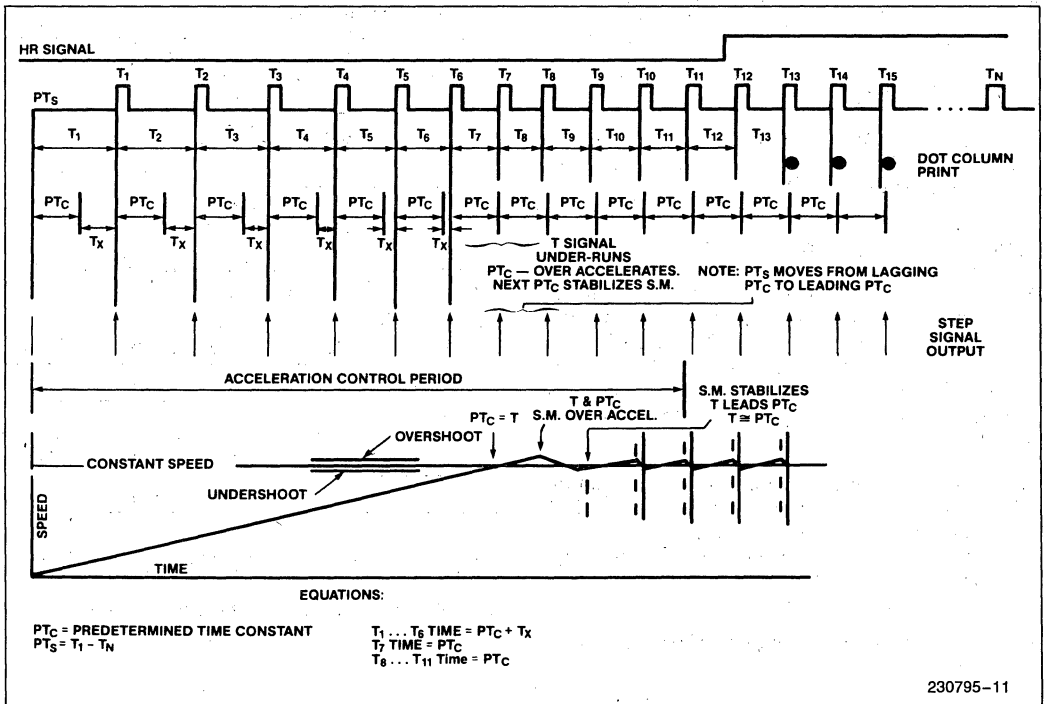 HR SIGNAL
T1 T2 T3 T4 T5 T6 T7 T8 T9 T10 T11 T12 T13 T14 T15 TN
PTS
T1 T2 T3 T4 T5 T6 T7 T8 T9 T10 T11 T12 T13
DOT COLUMN
PRINT
PTC PTC PTC PTC PTC PTC PTC PTC PTC PTC PTC PTC PTC PTC
TX TX TX TX TX TX
T SIGNAL
UNDER-RUNS
PTC — OVER ACCELERATES.
NEXT PTC STABILIZES S.M.
NOTE: PTS MOVES FROM LAGGING
PTC TO LEADING PTC
STEP
SIGNAL
OUTPUT
ACCELERATION CONTROL PERIOD
PTC = T
T & PTC
S.M. OVER ACCEL.
S.M. STABILIZES
T LEADS PTC
T ≅ PTC
OVERSHOOT
CONSTANT SPEED
UNDERSHOOT
SPEED
TIME
EQUATIONS:
PTC = PREDETERMINED TIME CONSTANT
PTS = T1 – TN
T1 . . . T6 TIME = PTC + TX
T7 TIME = PTC
T8 . . . T11 Time = PTC
230795–11